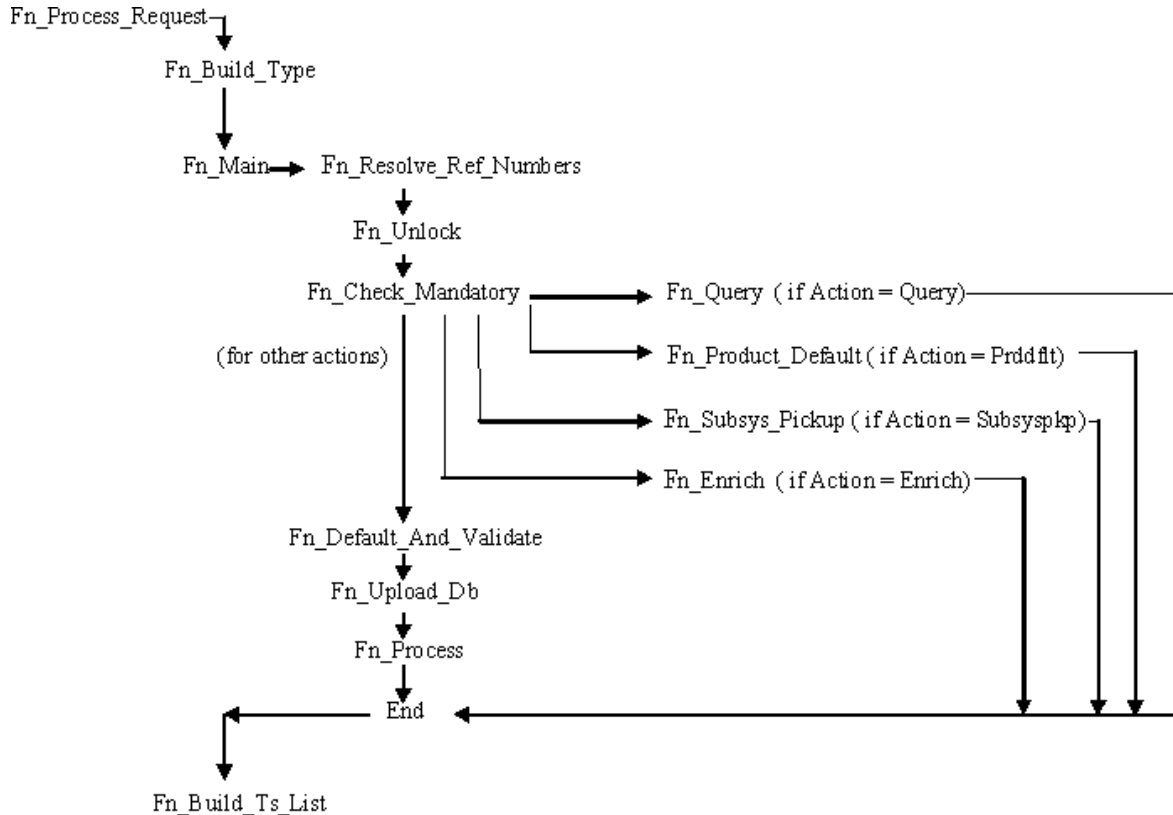 Fn_Process_Request
Fn_Build_Type
Fn_Main
Fn_Resolve_Ref_Numbers
Fn_Unlock
Fn_Check_Mandatory
Fn_Query ( if Action = Query)
(for other actions)
Fn_Product_Default ( if Action = Prddflt)
Fn_Subsys_Pickup ( if Action = Subsyspkp)
Fn_Enrich ( if Action = Enrich)
Fn_Default_And_Validate
Fn_Upload_Db
Fn_Process
End
Fn_Build_Ts_List